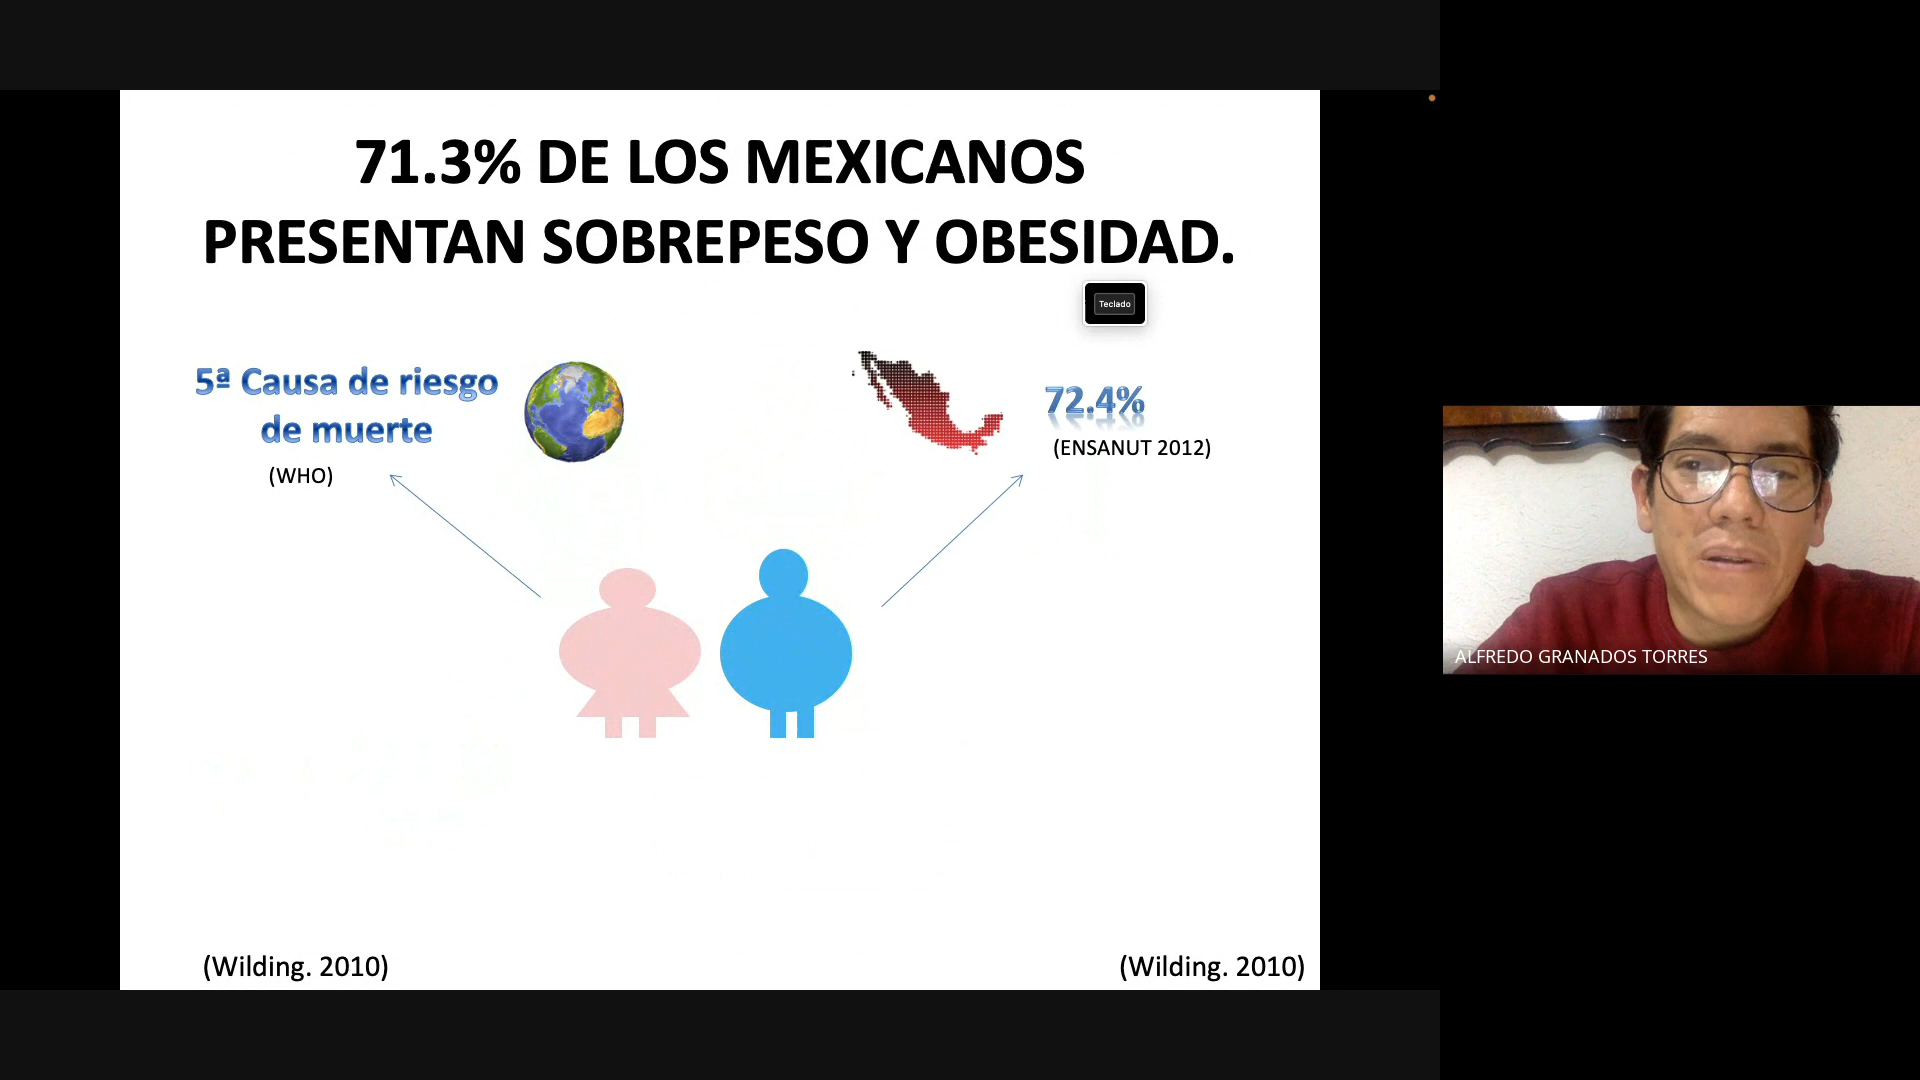 71.3% DE LOS MEXICANOS
PRESENTAN SOBREPESO Y OBESIDAD.
Teclado
5ª Causa de riesgo
de muerte
(WHO)
72.4%
(ENSANUT 2012)
ALFREDO GRANADOS TORRES
(Wilding. 2010)
(Wilding. 2010)